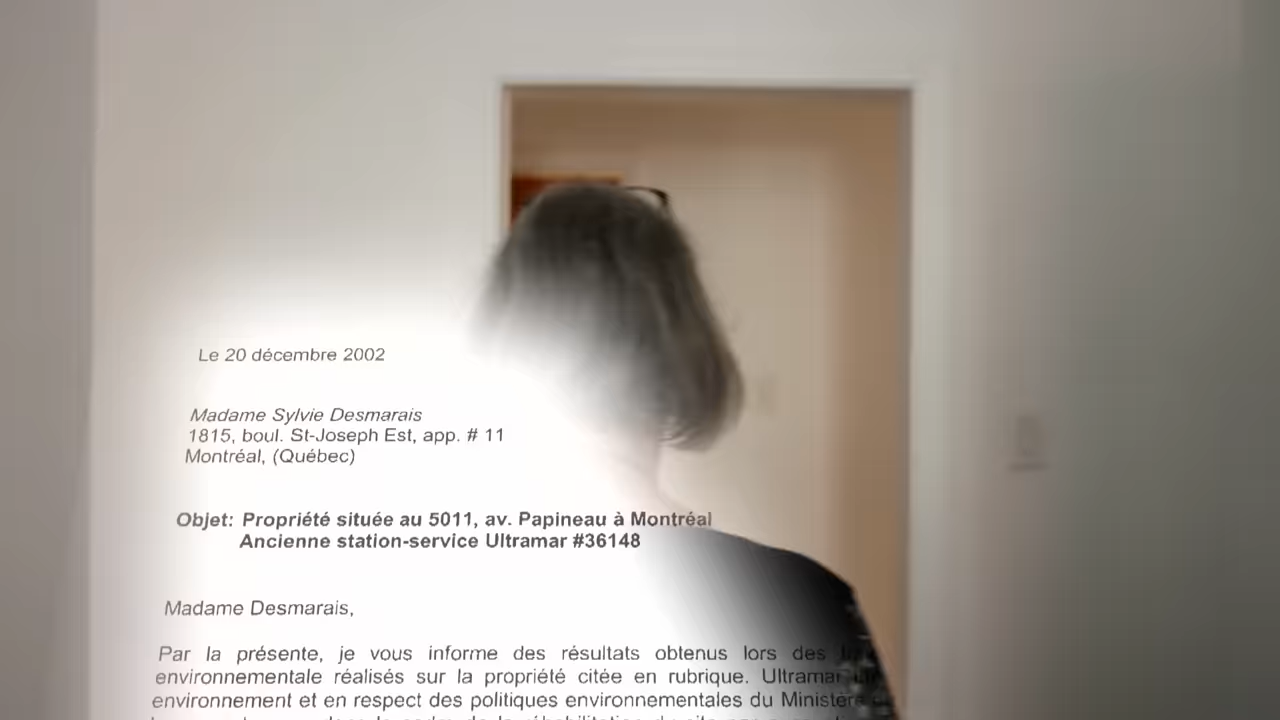 Le 20 décembre 2002
Madame Sylvie Desmarais
1815, boul. St-Joseph Est, app. # 11
Montréal, (Québec)
Objet: Propriété située au 5011, av. Papineau à Montréal
Ancienne station-service Ultramar #36148
Madame Desmarais,
Par la présente, je vous informe des résultats obtenus lors des
environnementale réalisés sur la propriété citée en rubrique. Ultramar
environnement et en respect des politiques environnementales du Ministère